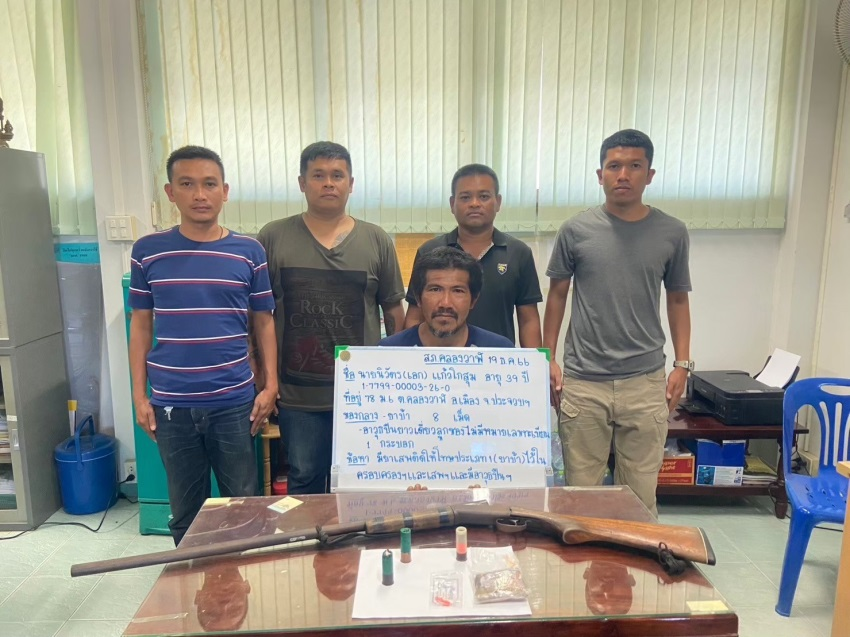 สภ.คลองวาฬ 19 ธ.ค 66
ชื่อ นายนิวัตร(เลก) แก้วไกสุม อายุ 39 ปี
1-7799-00003-26-0
ที่อยู่ 78 ม.6 ต.คลองวาฬ อ.เมือง จ.ประจวบฯ
ของกลาง - ยาบ้า 8 เม็ด
- อาวุธปืนยาวเดี่ยวลูกซองไม่มีหมายเลขทะเบียน
1 กระบอก
ข้อหา มียาเสพติดให้โทษประเภท 1 (ยาบ้า) ไว้ใน
ครอบครองฯและเสพฯและมีอาวุธปืนฯ
ROCK
CLASSIC